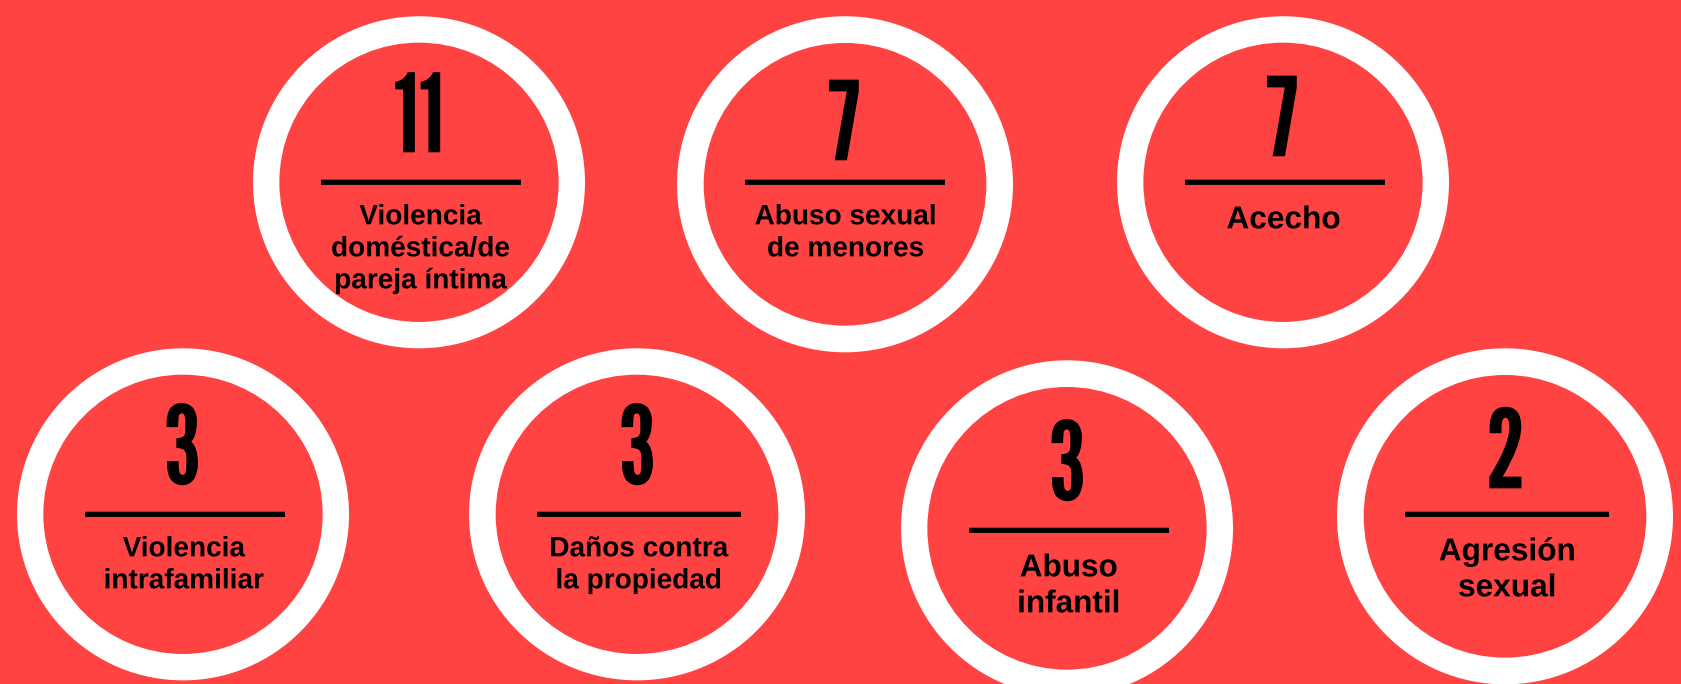 11
Violencia
doméstica/de
pareja íntima
7
Abuso sexual
de menores
7
Acecho
3
Violencia
intrafamiliar
3
Daños contra
la propiedad
3
Abuso
infantil
2
Agresión
sexual